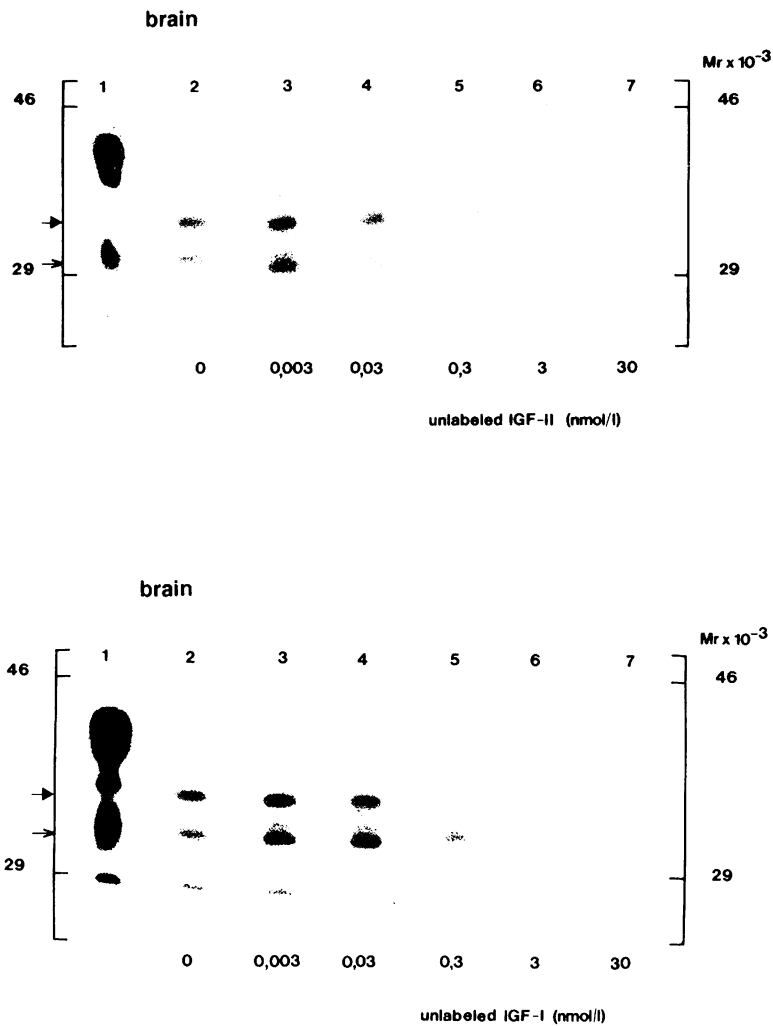 brain
Mr x 10⁻³
1 2 3 4 5 6 7
46 46
29 29
0 0,003 0,03 0,3 3 30
unlabeled IGF-II (nmol/l)
brain
Mr x 10⁻³
1 2 3 4 5 6 7
46 46
29 29
0 0,003 0,03 0,3 3 30
unlabeled IGF-I (nmol/l)